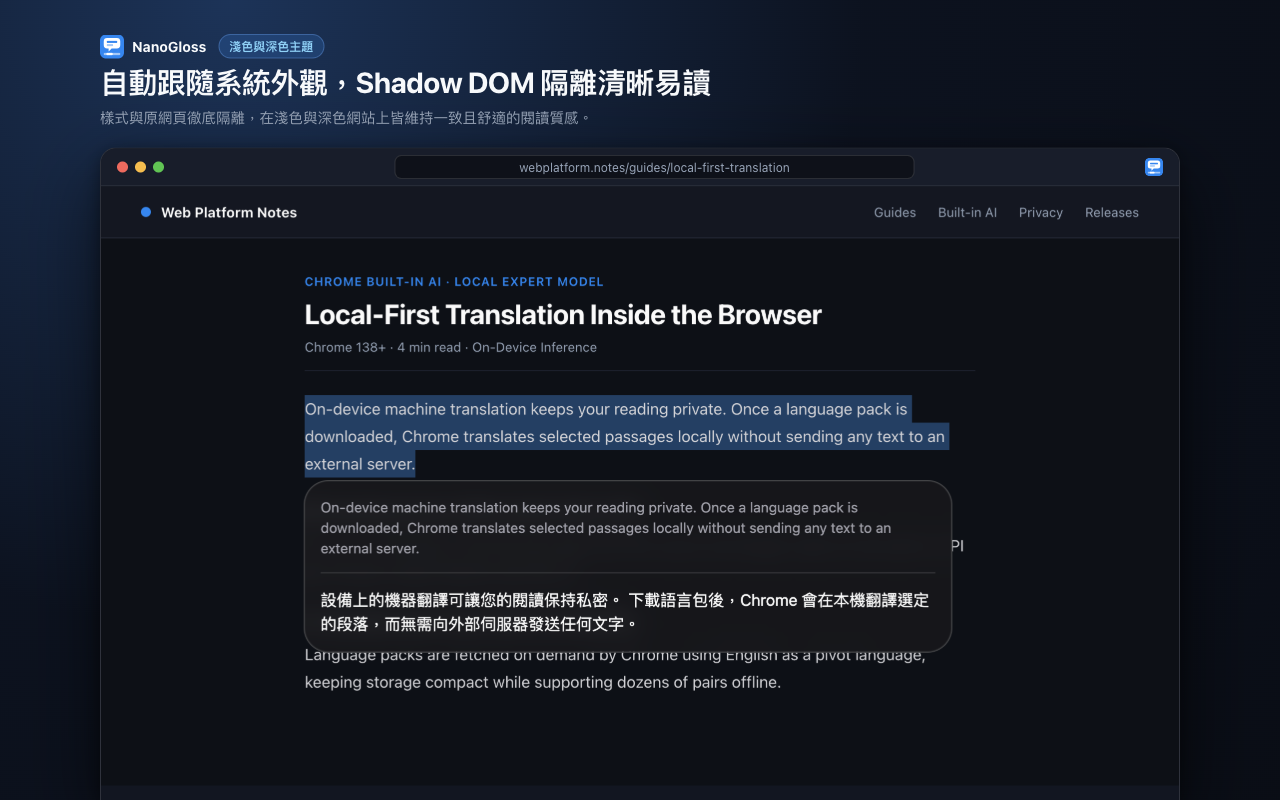 NanoGloss
淺色與深色主題
自動跟隨系統外觀，Shadow DOM 隔離清晰易讀
樣式與原網頁徹底隔離，在淺色與深色網站上皆維持一致且舒適的閱讀質感。
webplatform.notes/guides/local-first-translation
Web Platform Notes
Guides
Built-in AI
Privacy
Releases
CHROME BUILT-IN AI · LOCAL EXPERT MODEL
Local-First Translation Inside the Browser
Chrome 138+ · 4 min read · On-Device Inference
On-device machine translation keeps your reading private. Once a language pack is
downloaded, Chrome translates selected passages locally without sending any text to an
external server.
On-device machine translation keeps your reading private. Once a language pack is
downloaded, Chrome translates selected passages locally without sending any text to an
external server.
PI
設備上的機器翻譯可讓您的閱讀保持私密。 下載語言包後，Chrome 會在本機翻譯選定
的段落，而無需向外部伺服器發送任何文字。
Language packs are fetched on demand by Chrome using English as a pivot language,
keeping storage compact while supporting dozens of pairs offline.